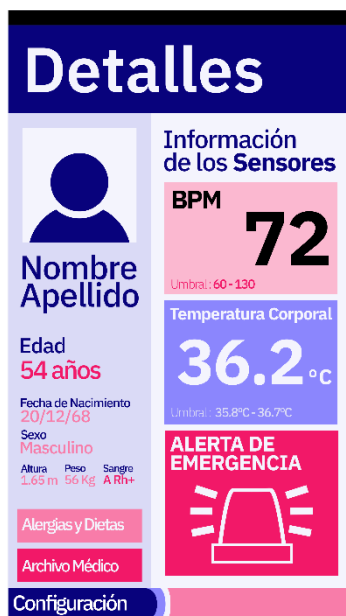 Detalles
Nombre
Apellido
Edad
54 años
Fecha de Nacimiento
20/12/68
Sexo
Masculino
Altura Peso Sangre
1.65 m 56 Kg A Rh+
Alergias y Dietas
Archivo Médico
Información
de los Sensores
BPM
72
Umbral: 60 - 130
Temperatura Corporal
36.2 °C
Umbral: 35.8°C - 36.7°C
ALERTA DE
EMERGENCIA
Configuración